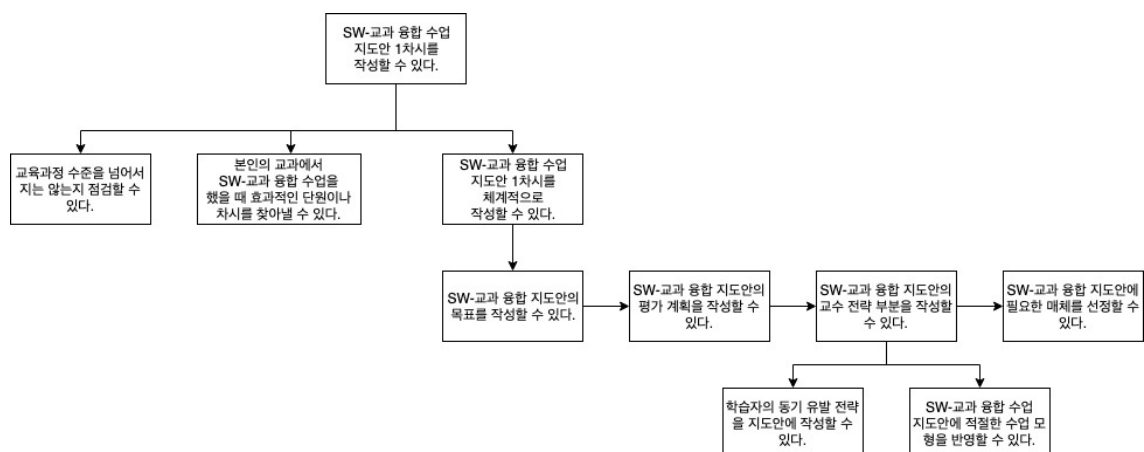 SW-교과 융합 수업
지도안 1차시를
작성할 수 있다.
교육과정 수준을 넘어서
지는 않는지 점검할 수
있다.
본인의 교과에서
SW-교과 융합 수업을
했을 때 효과적인 단원이나
차시를 찾아낼 수 있다.
SW-교과 융합 수업
지도안 1차시를
체계적으로
작성할 수 있다.
SW-교과 융합 지도안의
목표를 작성할 수 있다.
SW-교과 융합 지도안의
평가 계획을 작성할 수
있다.
SW-교과 융합 지도안의
교수 전략 부분을 작성할
수 있다.
SW-교과 융합 지도안에
필요한 매체를 선정할 수
있다.
학습자의 동기 유발 전략
을 지도안에 작성할 수
있다.
SW-교과 융합 수업
지도안에 적절한 수업 모
형을 반영할 수 있다.